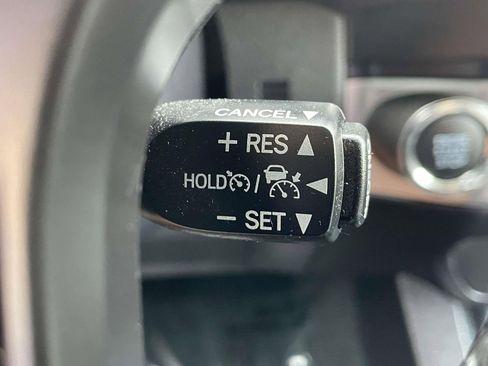 CANCEL ▼
+ RES ▲
HOLD / ◀
− SET ▼